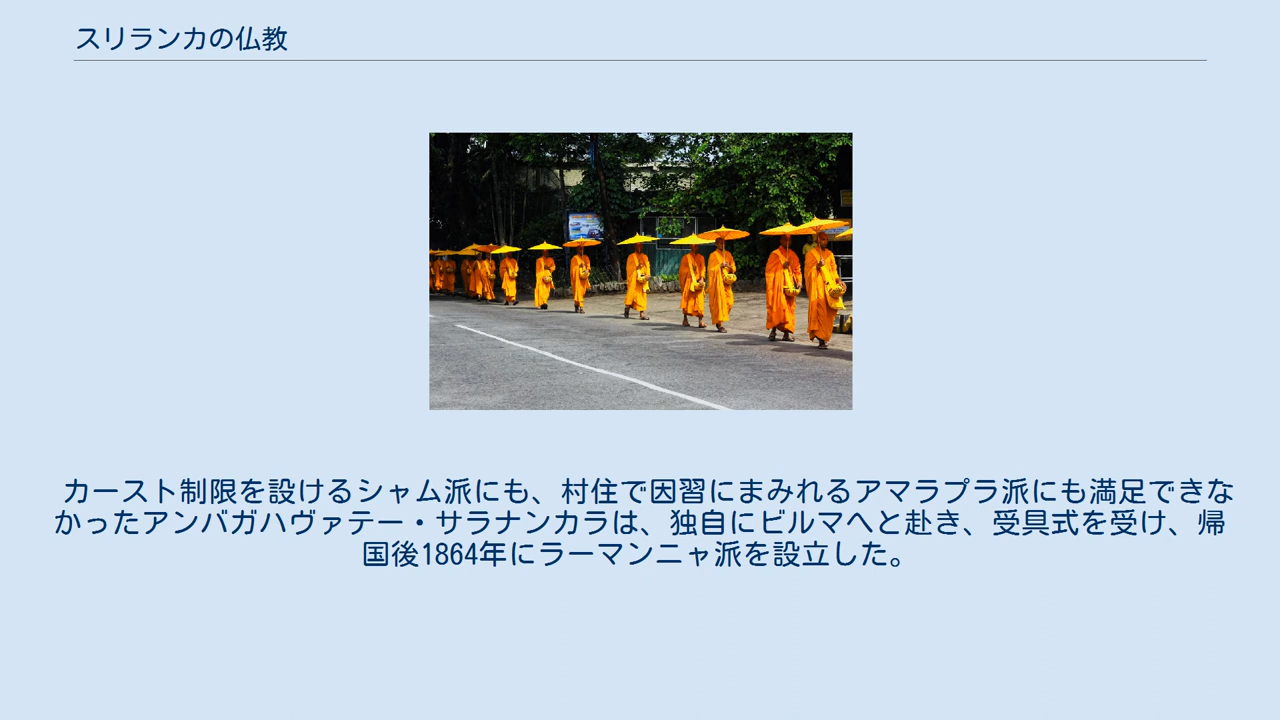 スリランカの仏教
カースト制限を設けるシャム派にも、村住で因習にまみれるアマラプラ派にも満足できな
かったアンバガハヴァテー・サラナンカラは、独自にビルマへと赴き、受具式を受け、帰
国後1864年にラーマンニャ派を設立した。